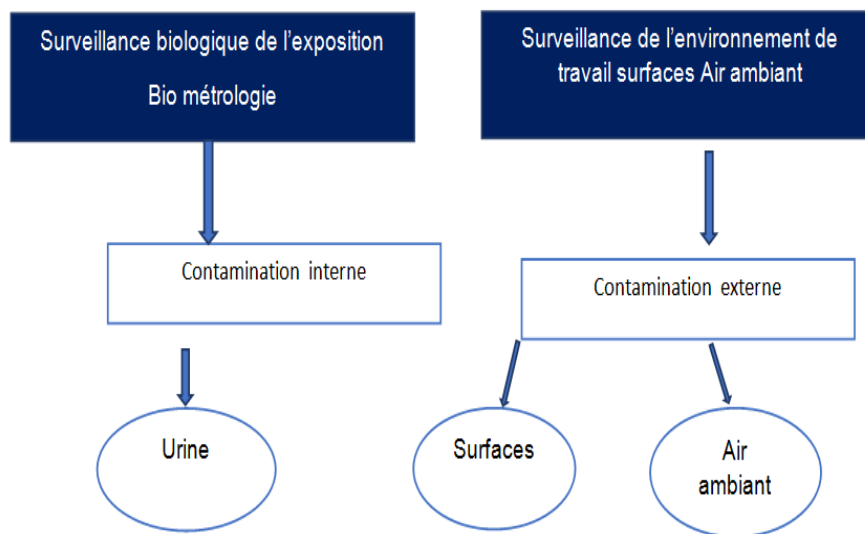 Surveillance biologique de l’exposition
Bio métrologie
Surveillance de l’environnement de
travail surfaces Air ambiant
Contamination interne
Contamination externe
Urine
Surfaces
Air
ambiant